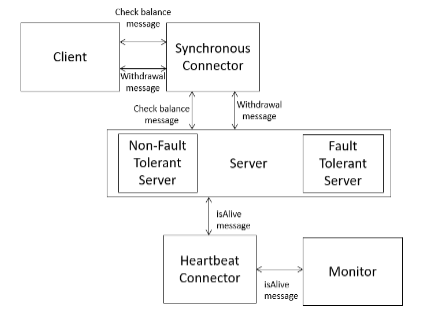 Check balance
message
Client
Synchronous
Connector
Withdrawal
message
Check balance
message
Withdrawal
message
Non-Fault
Tolerant
Server
Server
Fault
Tolerant
Server
isAlive
message
Heartbeat
Connector
isAlive
message
Monitor